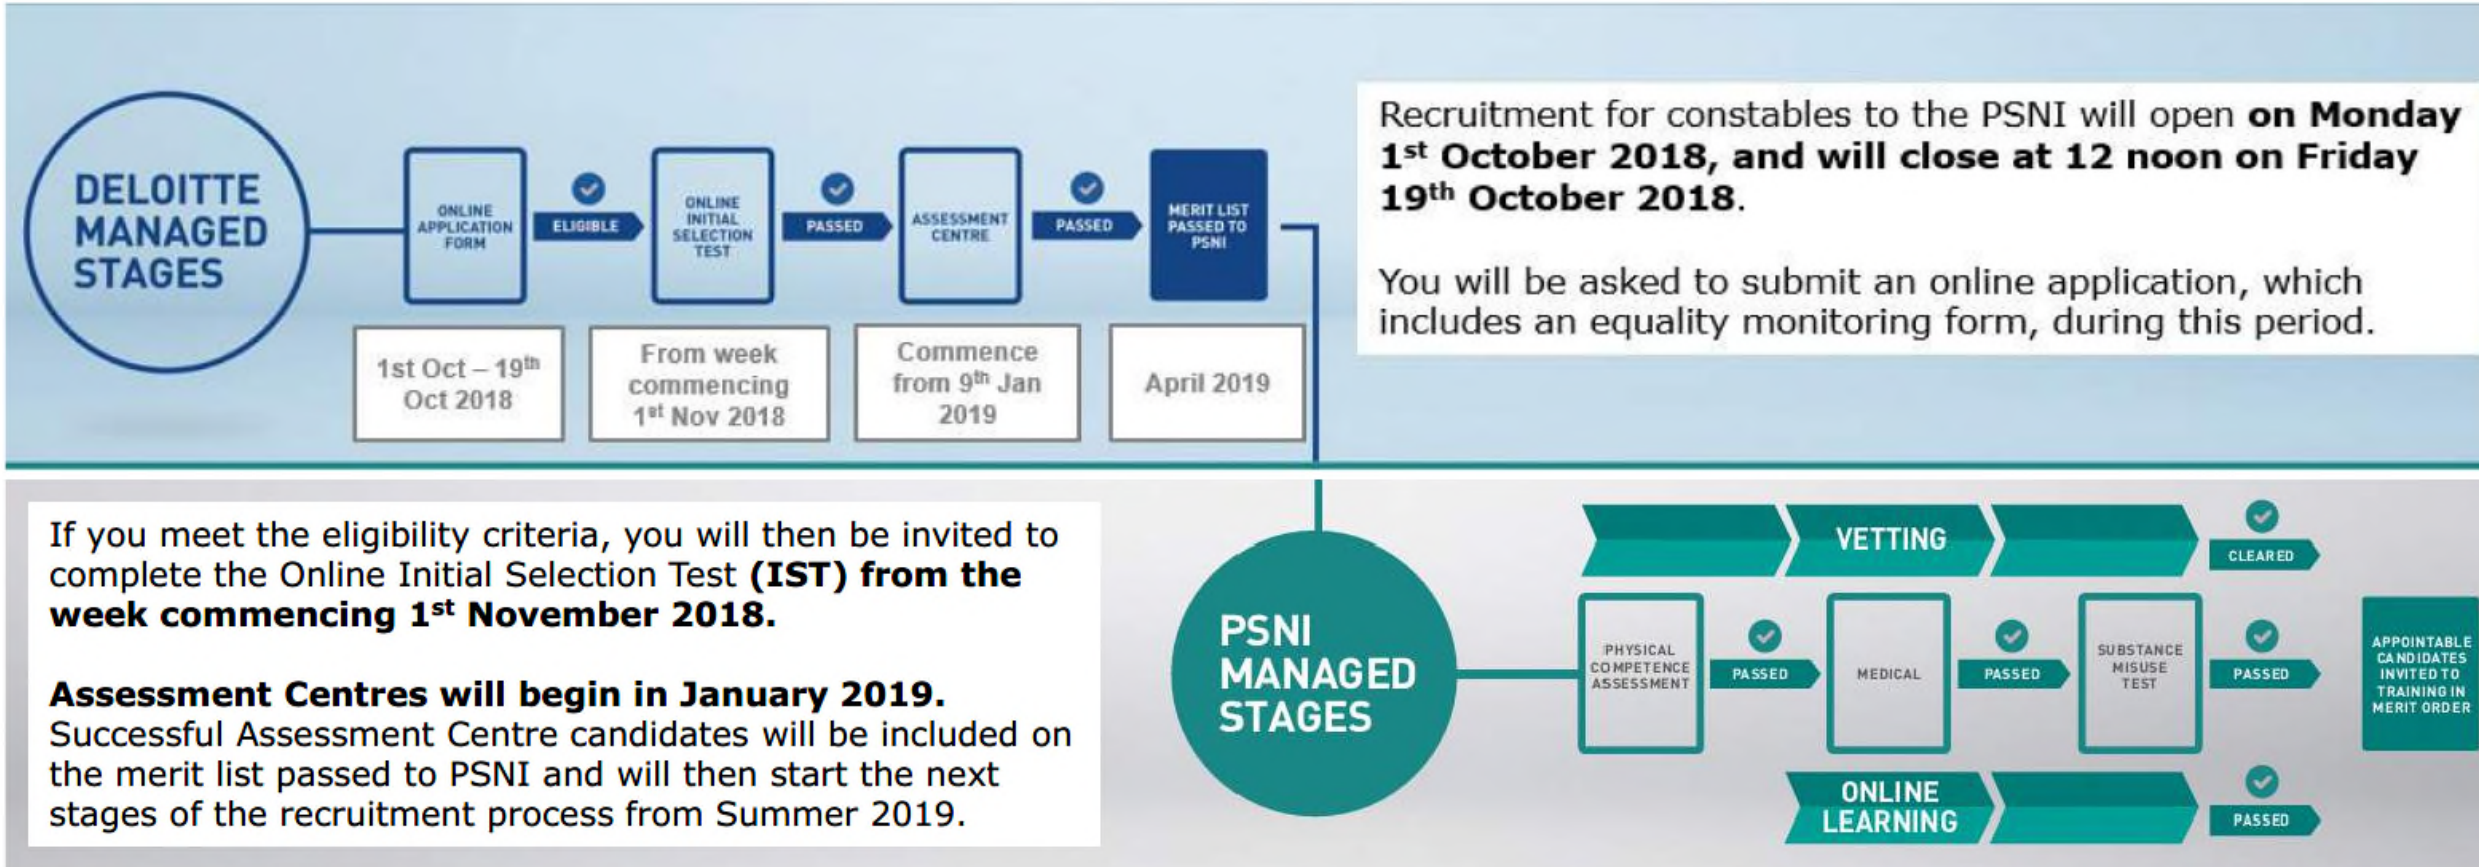 DELOITTE
MANAGED
STAGES
ONLINE
APPLICATION
FORM
ELIGIBLE
ONLINE
INITIAL
SELECTION
TEST
PASSED
ASSESSMENT
CENTRE
PASSED
MERIT LIST
PASSED TO
PSNI
1st Oct – 19th
Oct 2018
From week
commencing
1st Nov 2018
Commence
from 9th Jan
2019
April 2019
Recruitment for constables to the PSNI will open on Monday
1st October 2018, and will close at 12 noon on Friday
19th October 2018.
You will be asked to submit an online application, which
includes an equality monitoring form, during this period.
If you meet the eligibility criteria, you will then be invited to
complete the Online Initial Selection Test (IST) from the
week commencing 1st November 2018.
Assessment Centres will begin in January 2019.
Successful Assessment Centre candidates will be included on
the merit list passed to PSNI and will then start the next
stages of the recruitment process from Summer 2019.
PSNI
MANAGED
STAGES
VETTING
CLEARED
PHYSICAL
COMPETENCE
ASSESSMENT
PASSED
MEDICAL
PASSED
SUBSTANCE
MISUSE
TEST
PASSED
APPOINTABLE
CANDIDATES
INVITED TO
TRAINING IN
MERIT ORDER
ONLINE
LEARNING
PASSED